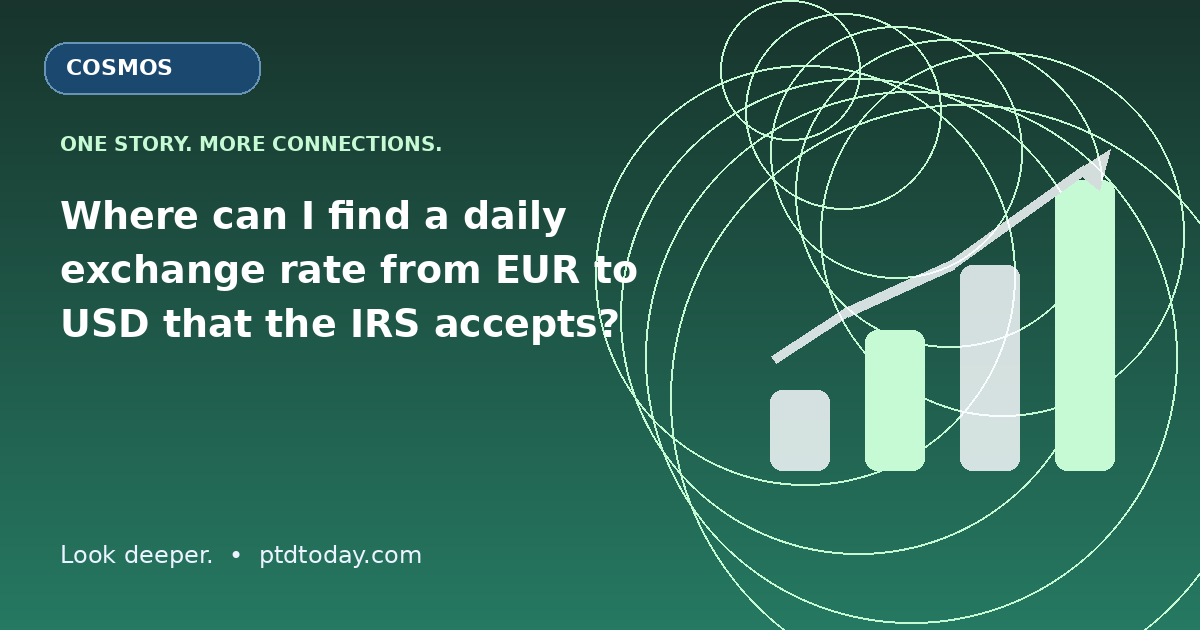 COSMOS
ONE STORY. MORE CONNECTIONS.
Where can I find a daily
exchange rate from EUR to
USD that the IRS accepts?
Look deeper. • ptdtoday.com